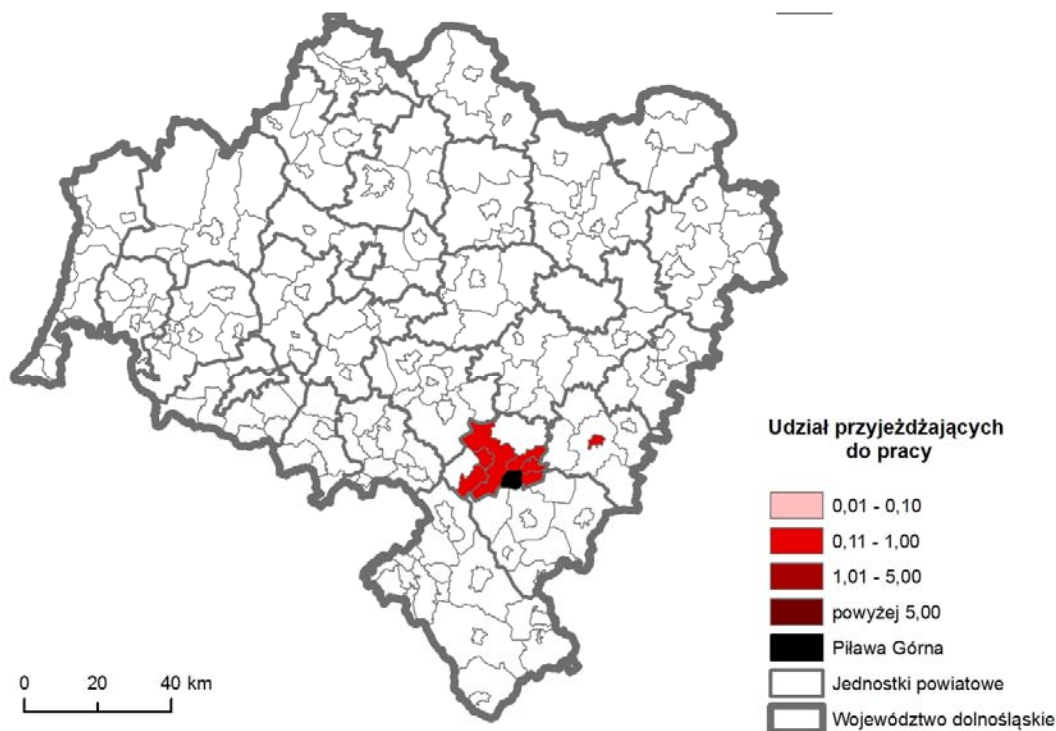 Udział przyjeżdżających
do pracy
0,01 - 0,10
0,11 - 1,00
1,01 - 5,00
powyżej 5,00
Piława Górna
Jednostki powiatowe
Województwo dolnośląskie
0 20 40 km